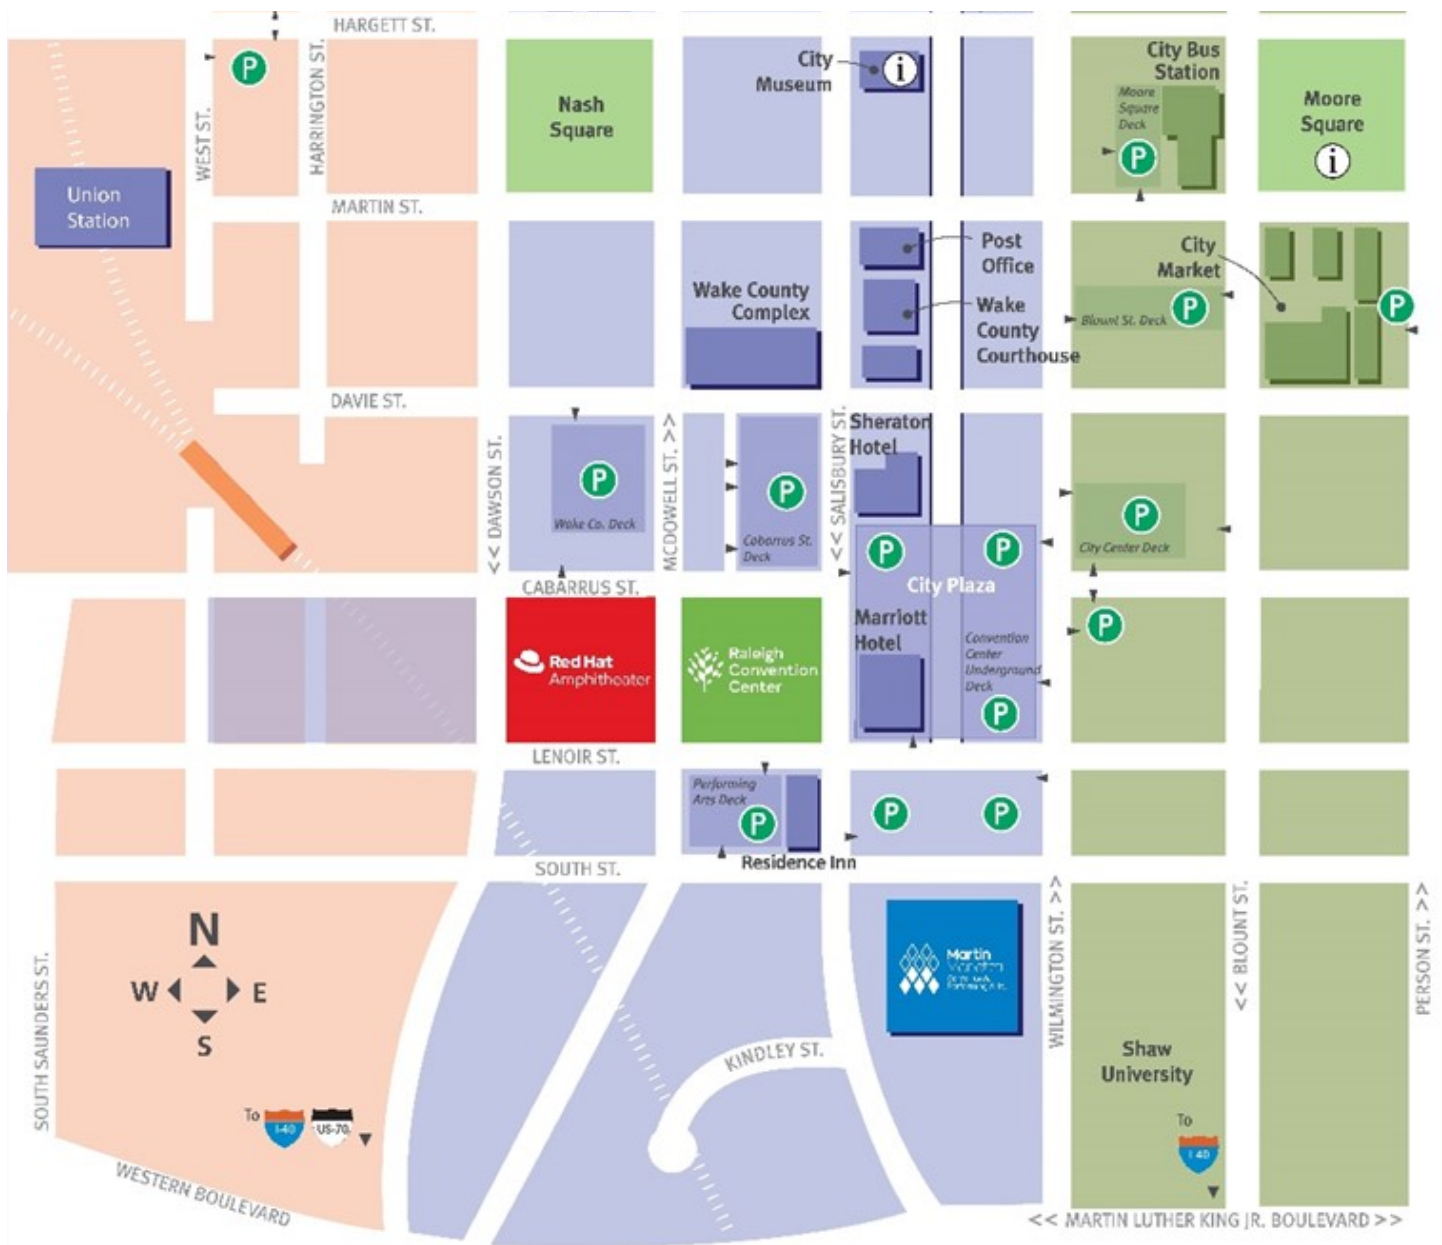 HARGETT ST.
P
WEST ST.
HARRINGTON ST.
Nash
Square
City
Museum
i
City Bus
Station
Moore
Square
Deck
P
Moore
Square
i
Union
Station
MARTIN ST.
Post
Office
City
Market
Wake County
Complex
Wake
County
Courthouse
Blount St. Deck
P
P
DAVIE ST.
<< DAWSON ST.
P
Wake Co. Deck
MCDOWELL ST. >>
P
Cabarrus St.
Deck
<< SALISBURY ST.
Sheraton
Hotel
P
P
City Plaza
P
City Center Deck
CABARRUS ST.
Red Hat
Amphitheater
Raleigh
Convention
Center
Marriott
Hotel
Convention
Center
Underground
Deck
P
P
LENOIR ST.
Performing
Arts Deck
P
P
P
Residence Inn
SOUTH ST.
N
W
E
S
SOUTH SAUNDERS ST.
Martin
WILMINGTON ST. >>
<< BLOUNT ST.
PERSON ST. >>
KINDLEY ST.
Shaw
University
To
I-40
US-70
To
I-40
WESTERN BOULEVARD
<< MARTIN LUTHER KING JR. BOULEVARD >>